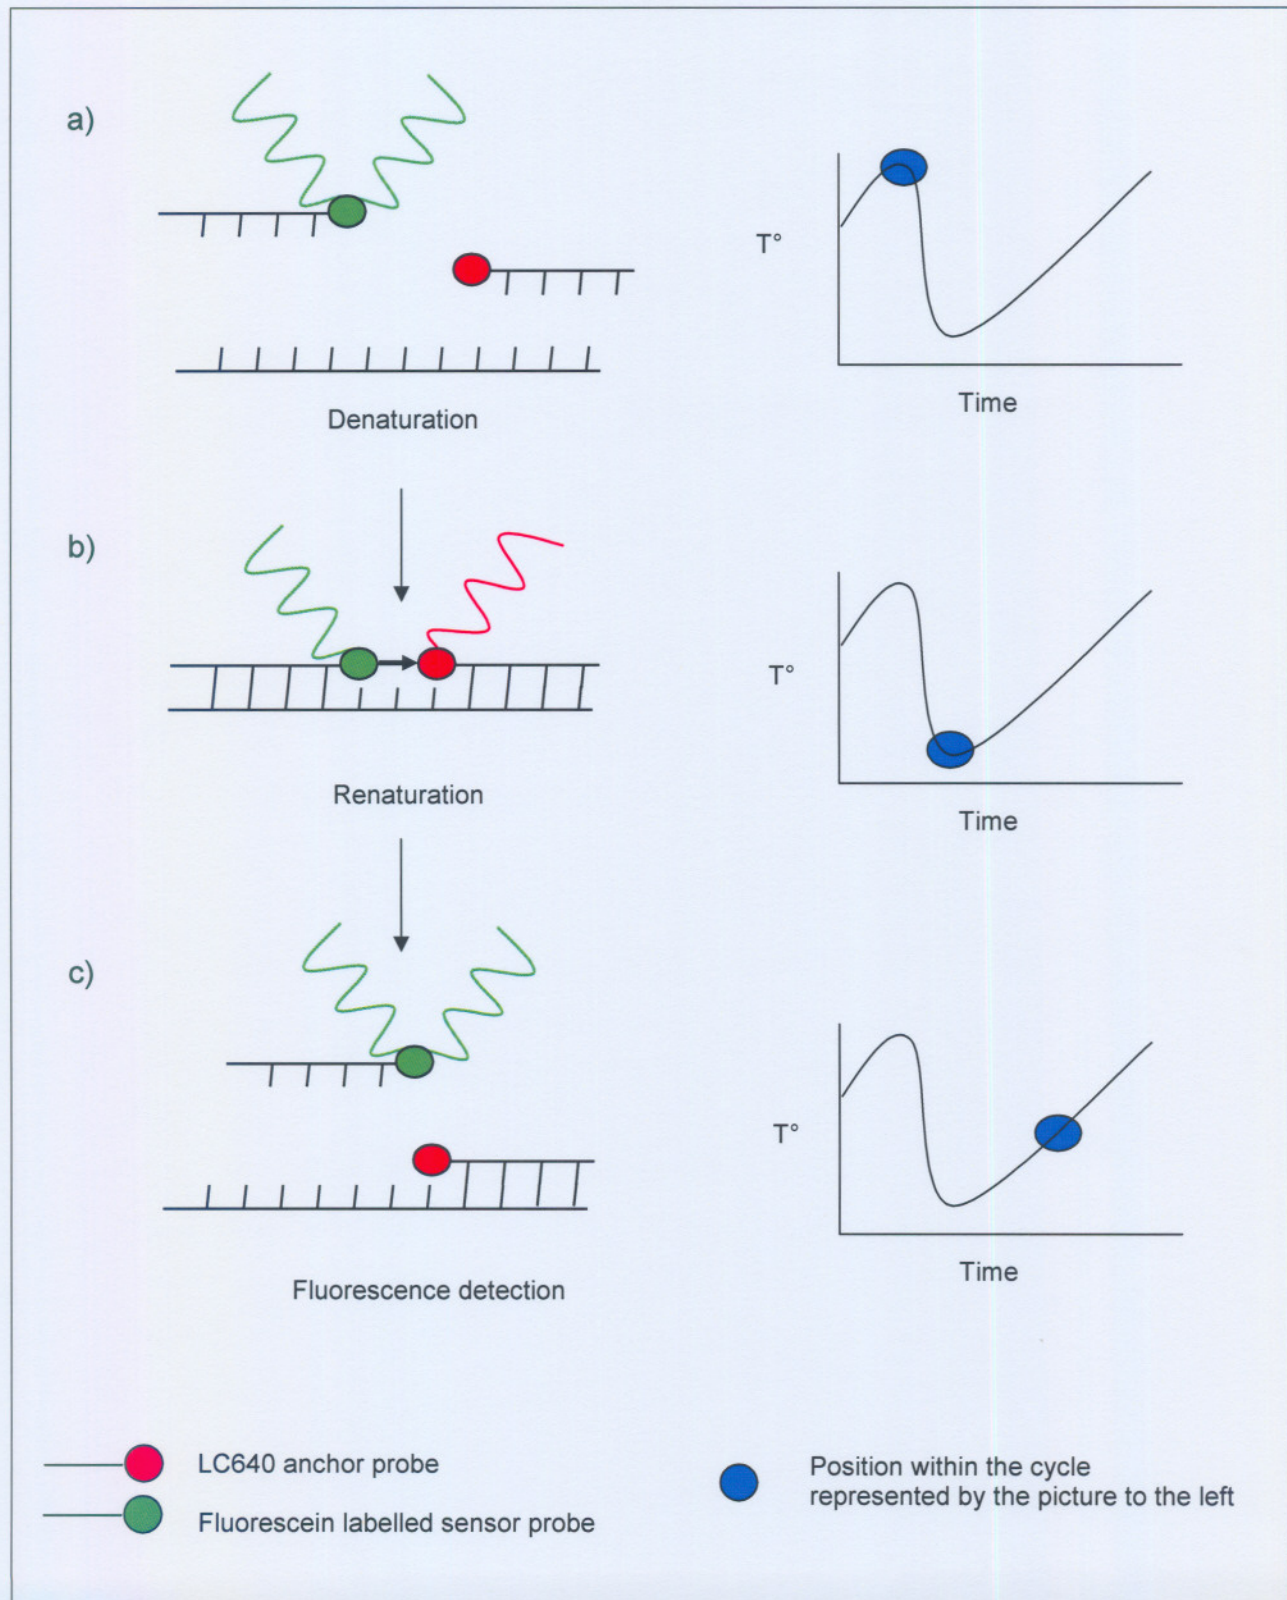 a)
T°
Time
Denaturation
b)
T°
Time
Renaturation
c)
T°
Time
Fluorescence detection
LC640 anchor probe
Fluorescein labelled sensor probe
Position within the cycle
represented by the picture to the left